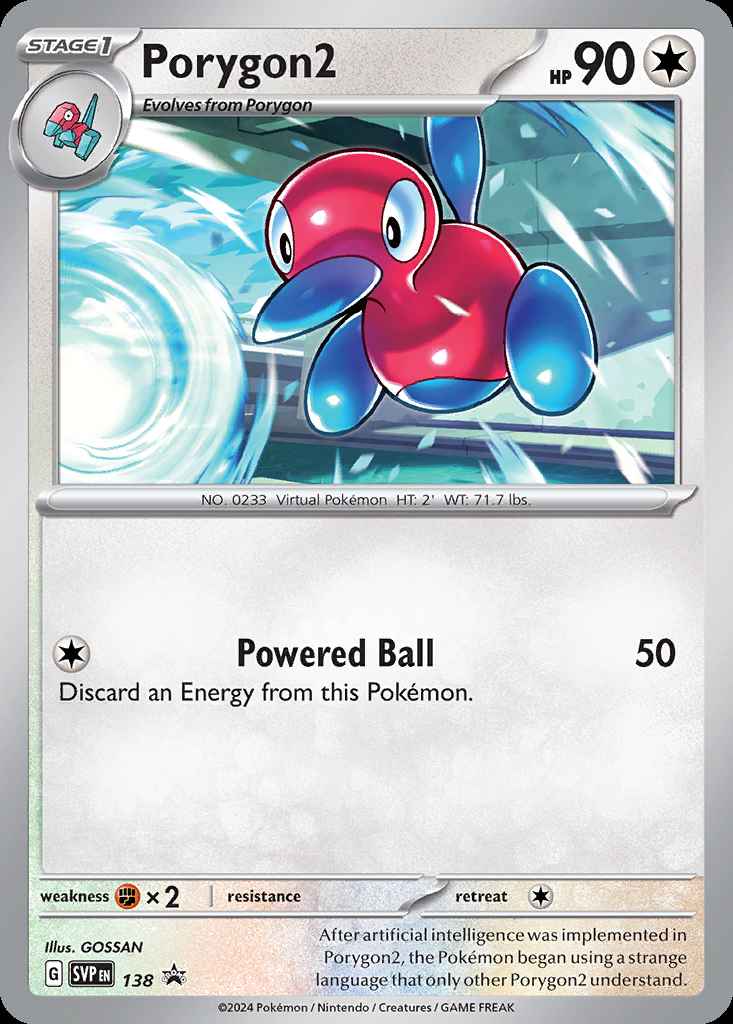 STAGE1
Porygon2
HP 90
Evolves from Porygon
NO. 0233 Virtual Pokémon HT: 2' WT: 71.7 lbs.
Powered Ball 50
Discard an Energy from this Pokémon.
weakness ×2 resistance retreat
Illus. GOSSAN
After artificial intelligence was implemented in
Porygon2, the Pokémon began using a strange
language that only other Porygon2 understand.
G SVP EN 138
©2024 Pokémon / Nintendo / Creatures / GAME FREAK